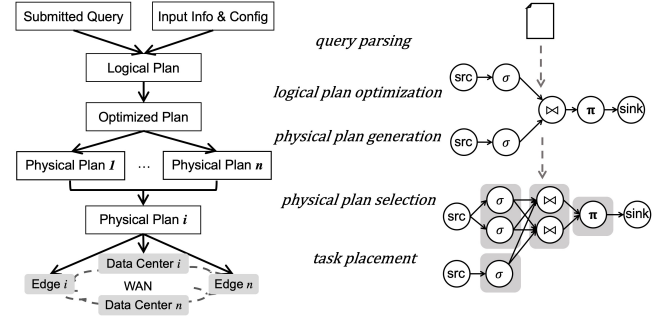 Submitted Query
Input Info & Config
Logical Plan
Optimized Plan
Physical Plan 1
...
Physical Plan n
Physical Plan i
Data Center i
Edge i
WAN
Edge n
Data Center n
query parsing
logical plan optimization
physical plan generation
physical plan selection
task placement
src
σ
⋈
π
sink
src
σ
src
σ
σ
⋈
⋈
π
sink
src
σ